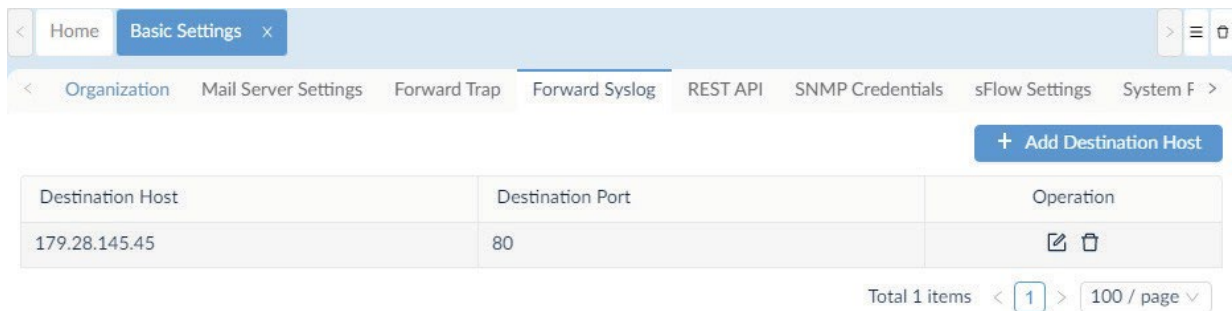 Home Basic Settings X
Organization Mail Server Settings Forward Trap Forward Syslog REST API SNMP Credentials sFlow Settings System
+ Add Destination Host
Destination Host Destination Port Operation
179.28.145.45 80
Total 1 items < 1 > 100 / page